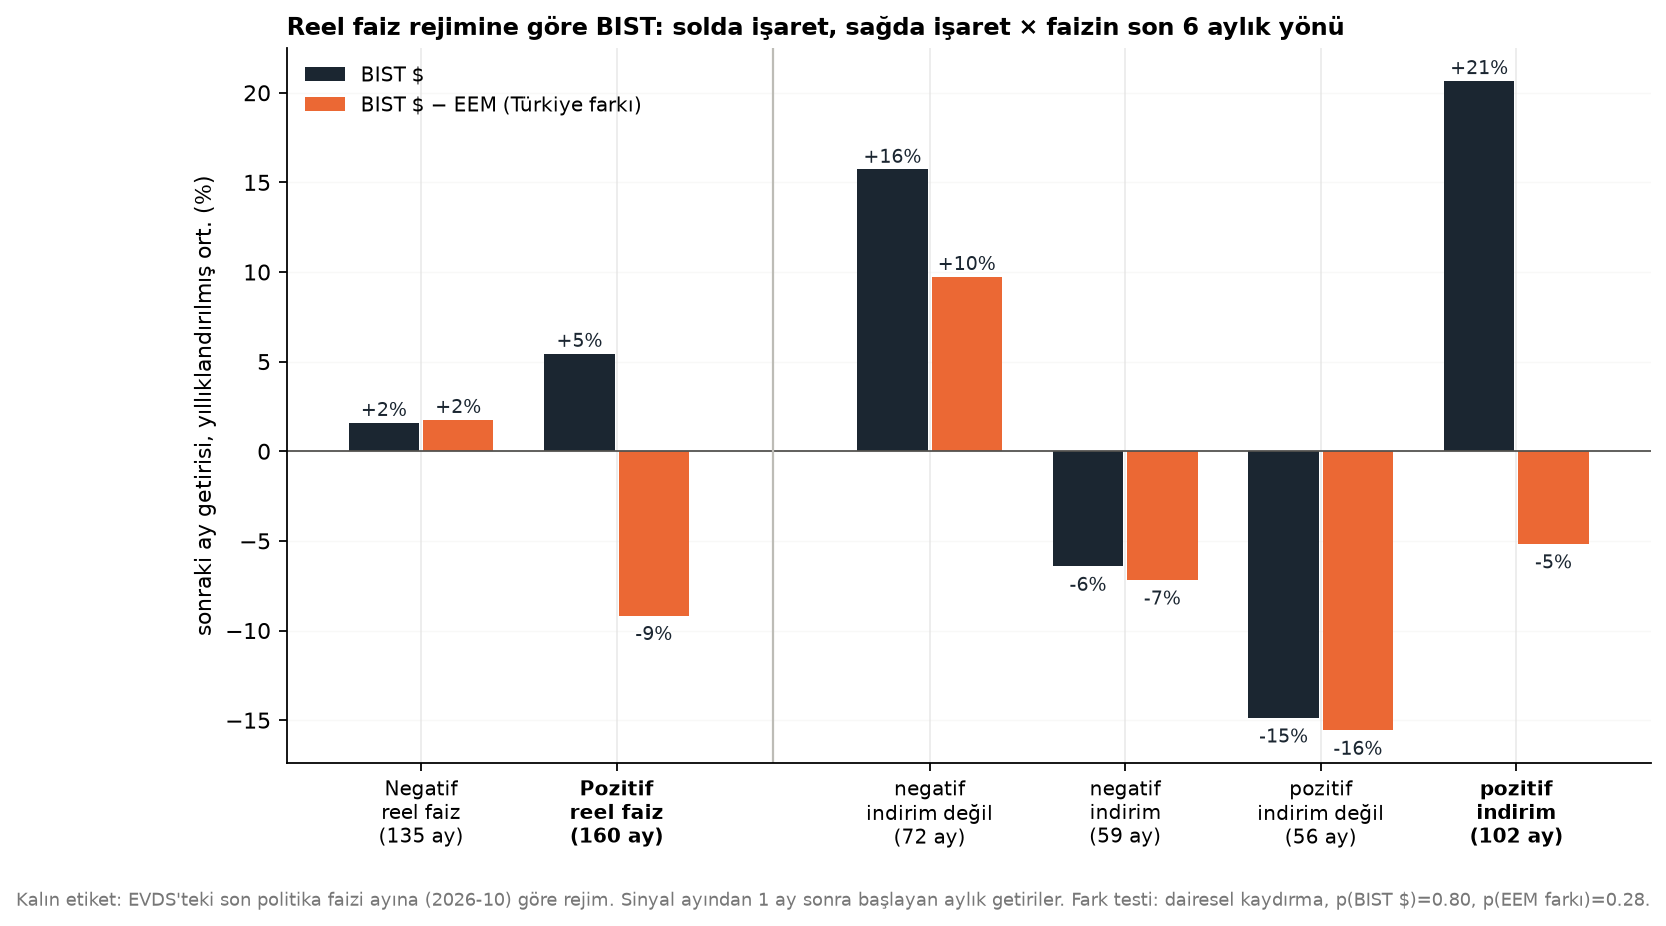 Reel faiz rejimine göre BIST: solda işaret, sağda işaret × faizin son 6 aylık yönü
BIST $
BIST $ − EEM (Türkiye farkı)
sonraki ay getirisi, yıllıklandırılmış ort. (%)
20
15
10
5
0
−5
−10
−15
+2%
+2%
+5%
-9%
+16%
+10%
-6%
-7%
-15%
-16%
+21%
-5%
Negatif
reel faiz
(135 ay)
Pozitif
reel faiz
(160 ay)
negatif
indirim değil
(72 ay)
negatif
indirim
(59 ay)
pozitif
indirim değil
(56 ay)
pozitif
indirim
(102 ay)
Kalın etiket: EVDS'teki son politika faizi ayına (2026-10) göre rejim. Sinyal ayından 1 ay sonra başlayan aylık getiriler. Fark testi: dairesel kaydırma, p(BIST $)=0.80, p(EEM farkı)=0.28.